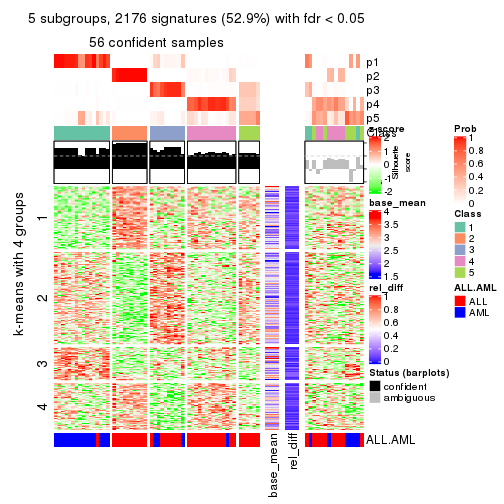 5 subgroups, 2176 signatures (52.9%) with fdr < 0.05
56 confident samples
p1
p2
p3
p4
p5
Class
z-score
2
1
0
-1
-2
Silhouette
score
Prob
1
0.8
0.6
0.4
0.2
0
base_mean
4
3.5
3
2.5
2
1.5
Class
1
2
3
4
5
rel_diff
1
0.8
0.6
0.4
0.2
0
ALL.AML
ALL
AML
Status (barplots)
confident
ambiguous
k-means with 4 groups
1
2
3
4
ALL.AML
base_mean
rel_diff